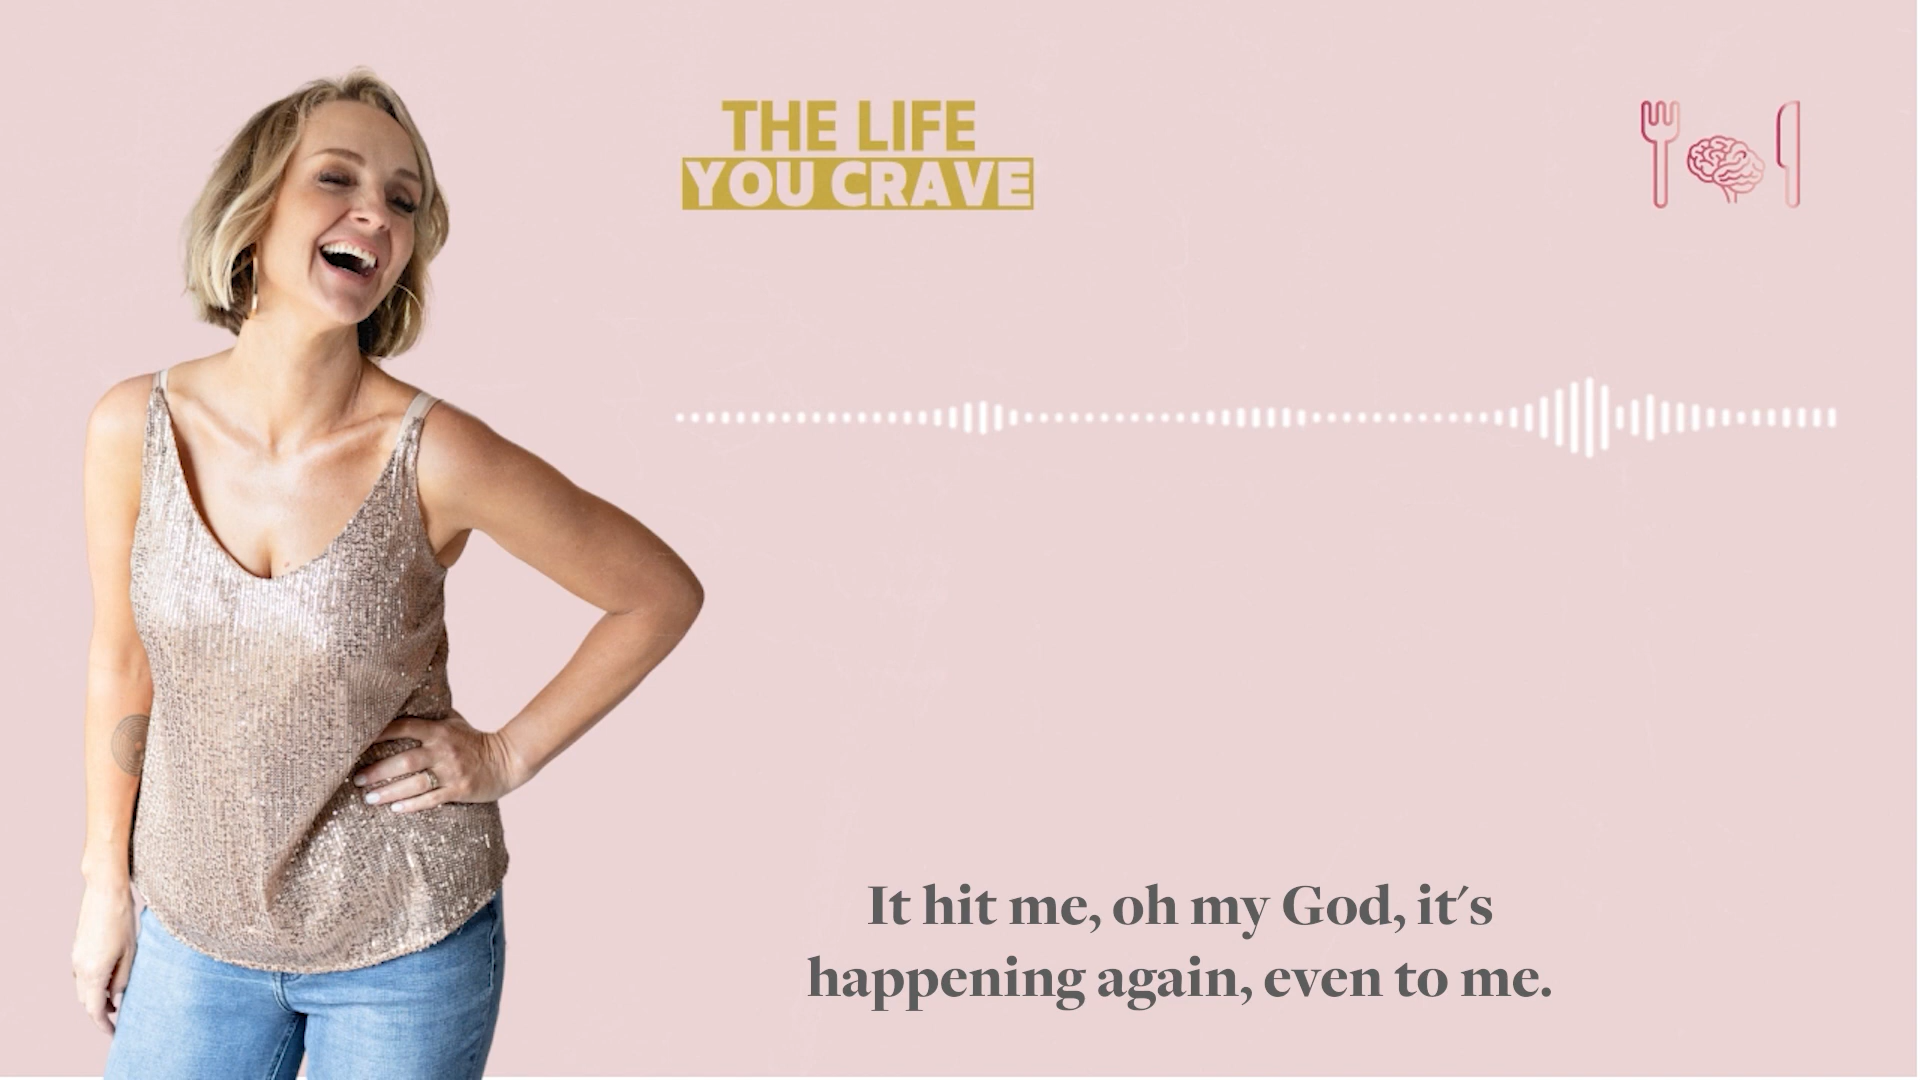 THE LIFE
YOU CRAVE
It hit me, oh my God, it's
happening again, even to me.